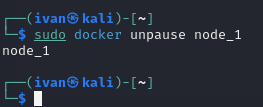 ┌──(ivan㉿kali)-[~]
└─$ sudo docker unpause node_1
node_1
┌──(ivan㉿kali)-[~]
└─$